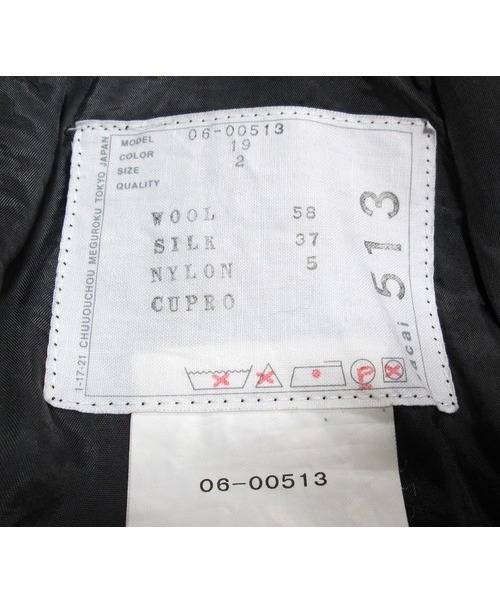 MODEL 06-00513
COLOR 19
SIZE 2
QUALITY
WOOL 58
SILK 37
NYLON 5
CUPRO
1-17-21. CHUUOUCHOU MEGUROKU TOKYO JAPAN
sacai 513
P
06-00513